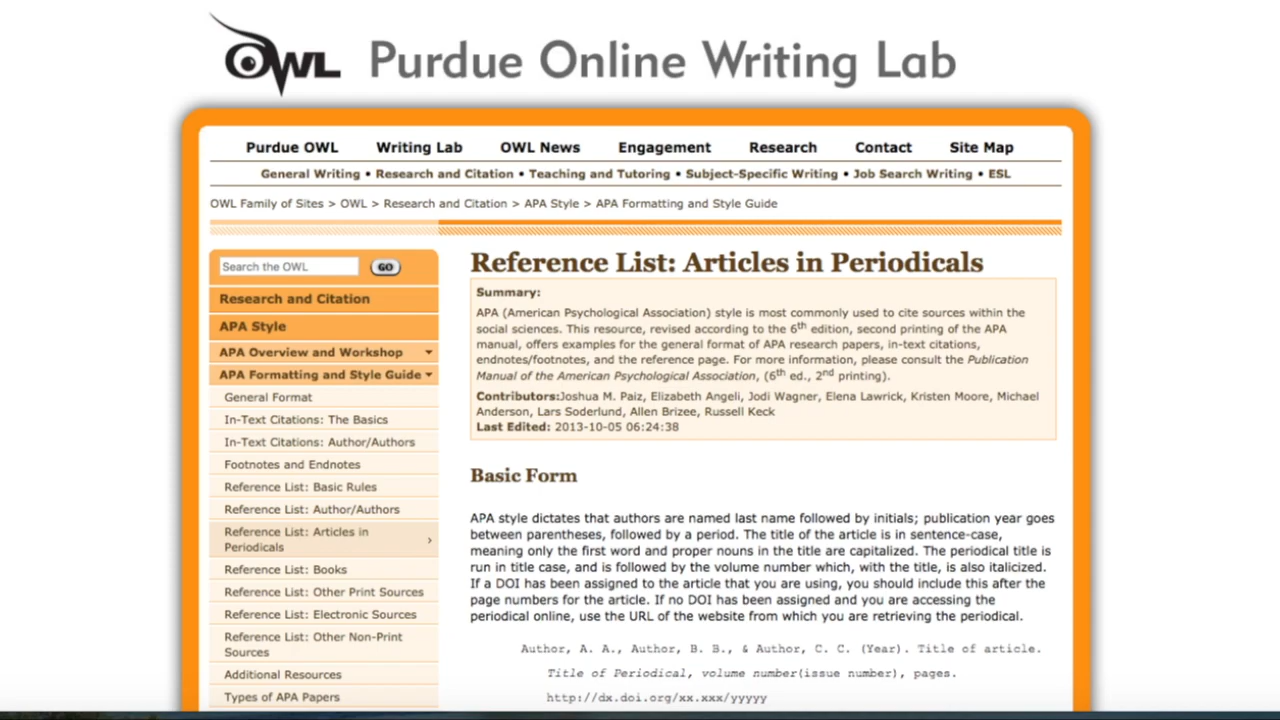 OWL Purdue Online Writing Lab
Purdue OWL Writing Lab OWL News Engagement Research Contact Site Map
General Writing • Research and Citation • Teaching and Tutoring • Subject-Specific Writing • Job Search Writing • ESL
OWL Family of Sites > OWL > Research and Citation > APA Style > APA Formatting and Style Guide
Search the OWL GO
Research and Citation
APA Style
APA Overview and Workshop
APA Formatting and Style Guide
General Format
In-Text Citations: The Basics
In-Text Citations: Author/Authors
Footnotes and Endnotes
Reference List: Basic Rules
Reference List: Author/Authors
Reference List: Articles in
Periodicals
Reference List: Books
Reference List: Other Print Sources
Reference List: Electronic Sources
Reference List: Other Non-Print
Sources
Additional Resources
Types of APA Papers
Reference List: Articles in Periodicals
Summary:
APA (American Psychological Association) style is most commonly used to cite sources within the
social sciences. This resource, revised according to the 6th edition, second printing of the APA
manual, offers examples for the general format of APA research papers, in-text citations,
endnotes/footnotes, and the reference page. For more information, please consult the Publication
Manual of the American Psychological Association, (6th ed., 2nd printing).
Contributors:Joshua M. Paiz, Elizabeth Angeli, Jodi Wagner, Elena Lawrick, Kristen Moore, Michael
Anderson, Lars Soderlund, Allen Brizee, Russell Keck
Last Edited: 2013-10-05 06:24:38
Basic Form
APA style dictates that authors are named last name followed by initials; publication year goes
between parentheses, followed by a period. The title of the article is in sentence-case,
meaning only the first word and proper nouns in the title are capitalized. The periodical title is
run in title case, and is followed by the volume number which, with the title, is also italicized.
If a DOI has been assigned to the article that you are using, you should include this after the
page numbers for the article. If no DOI has been assigned and you are accessing the
periodical online, use the URL of the website from which you are retrieving the periodical.
Author, A. A., Author, B. B., & Author, C. C. (Year). Title of article.
Title of Periodical, volume number(issue number), pages.
http://dx.doi.org/xx.xxx/yyyyy